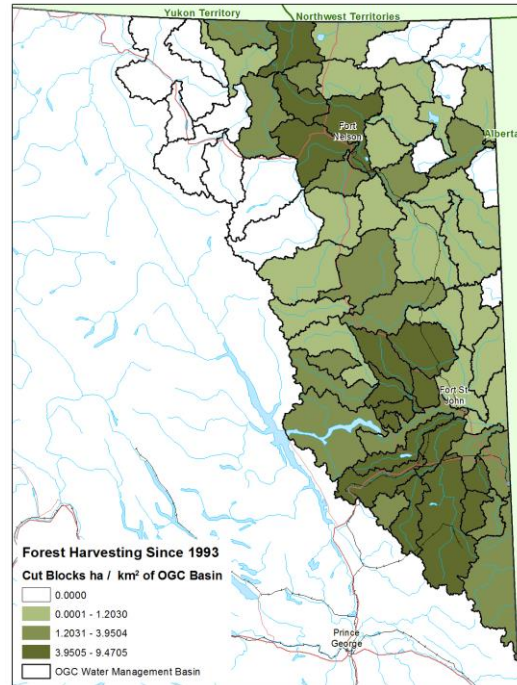 Yukon Territory
Northwest Territories
Fort
Nelson
Alberta
Fort St
John
Forest Harvesting Since 1993
Cut Blocks ha / km² of OGC Basin
0.0000
0.0001 - 1.2030
1.2031 - 3.9504
3.9505 - 9.4705
OGC Water Management Basin
Prince
George